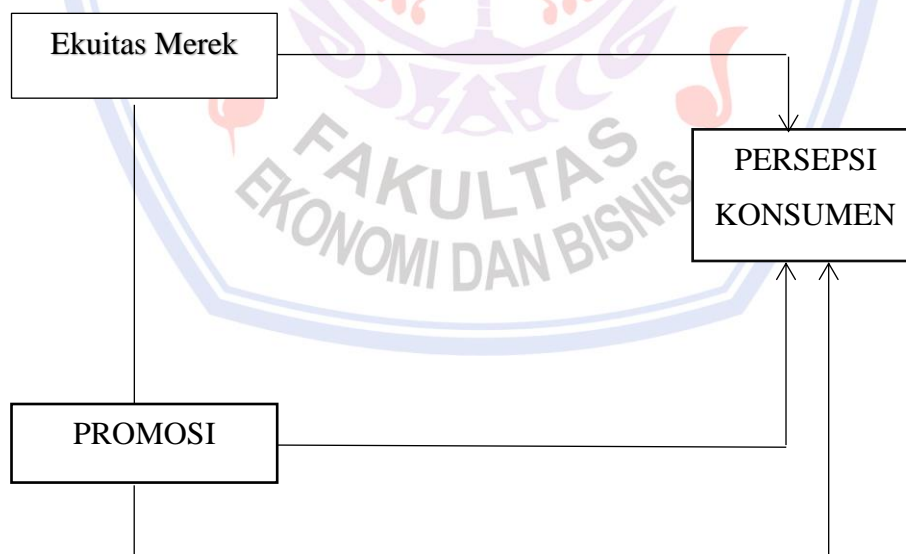 Ekuitas Merek
FAKULTAS
EKONOMI DAN BISNIS
PERSEPSI
KONSUMEN
PROMOSI